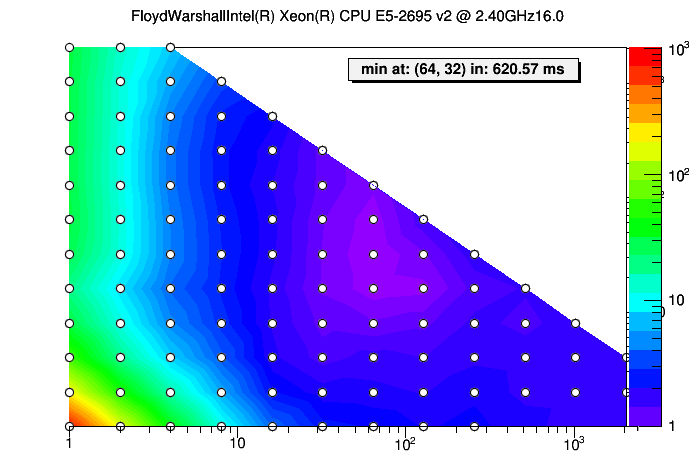 FloydWarshallIntel(R) Xeon(R) CPU E5-2695 v2 @ 2.40GHz16.0
min at: (64, 32) in: 620.57 ms
10³
10²
10
1
1 10 10² 10³